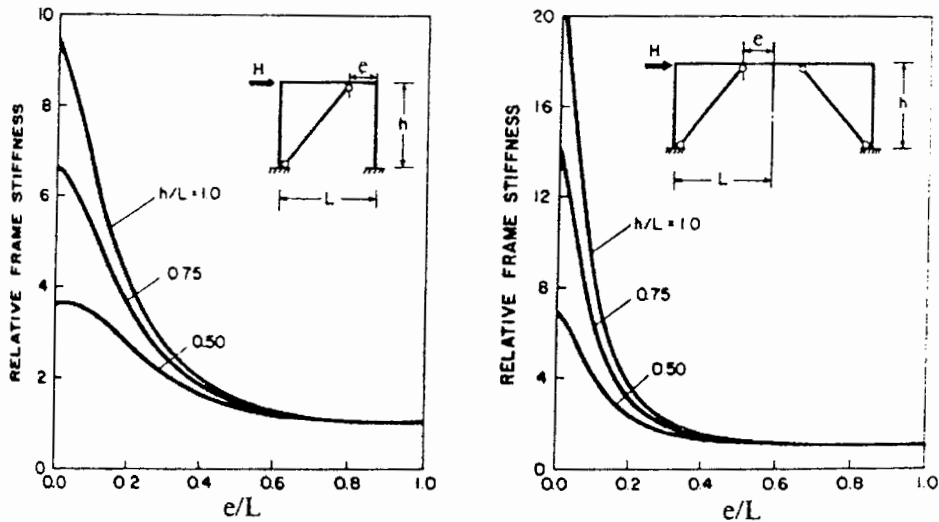 10
8
6
4
2
0
RELATIVE FRAME STIFFNESS
H
e
h
L
h/L = 1.0
0.75
0.50
0.0 0.2 0.4 0.6 0.8 1.0
e/L
20
16
12
8
4
0
RELATIVE FRAME STIFFNESS
H
e
h
L
h/L = 1.0
0.75
0.50
0.0 0.2 0.4 0.6 0.8 1.0
e/L